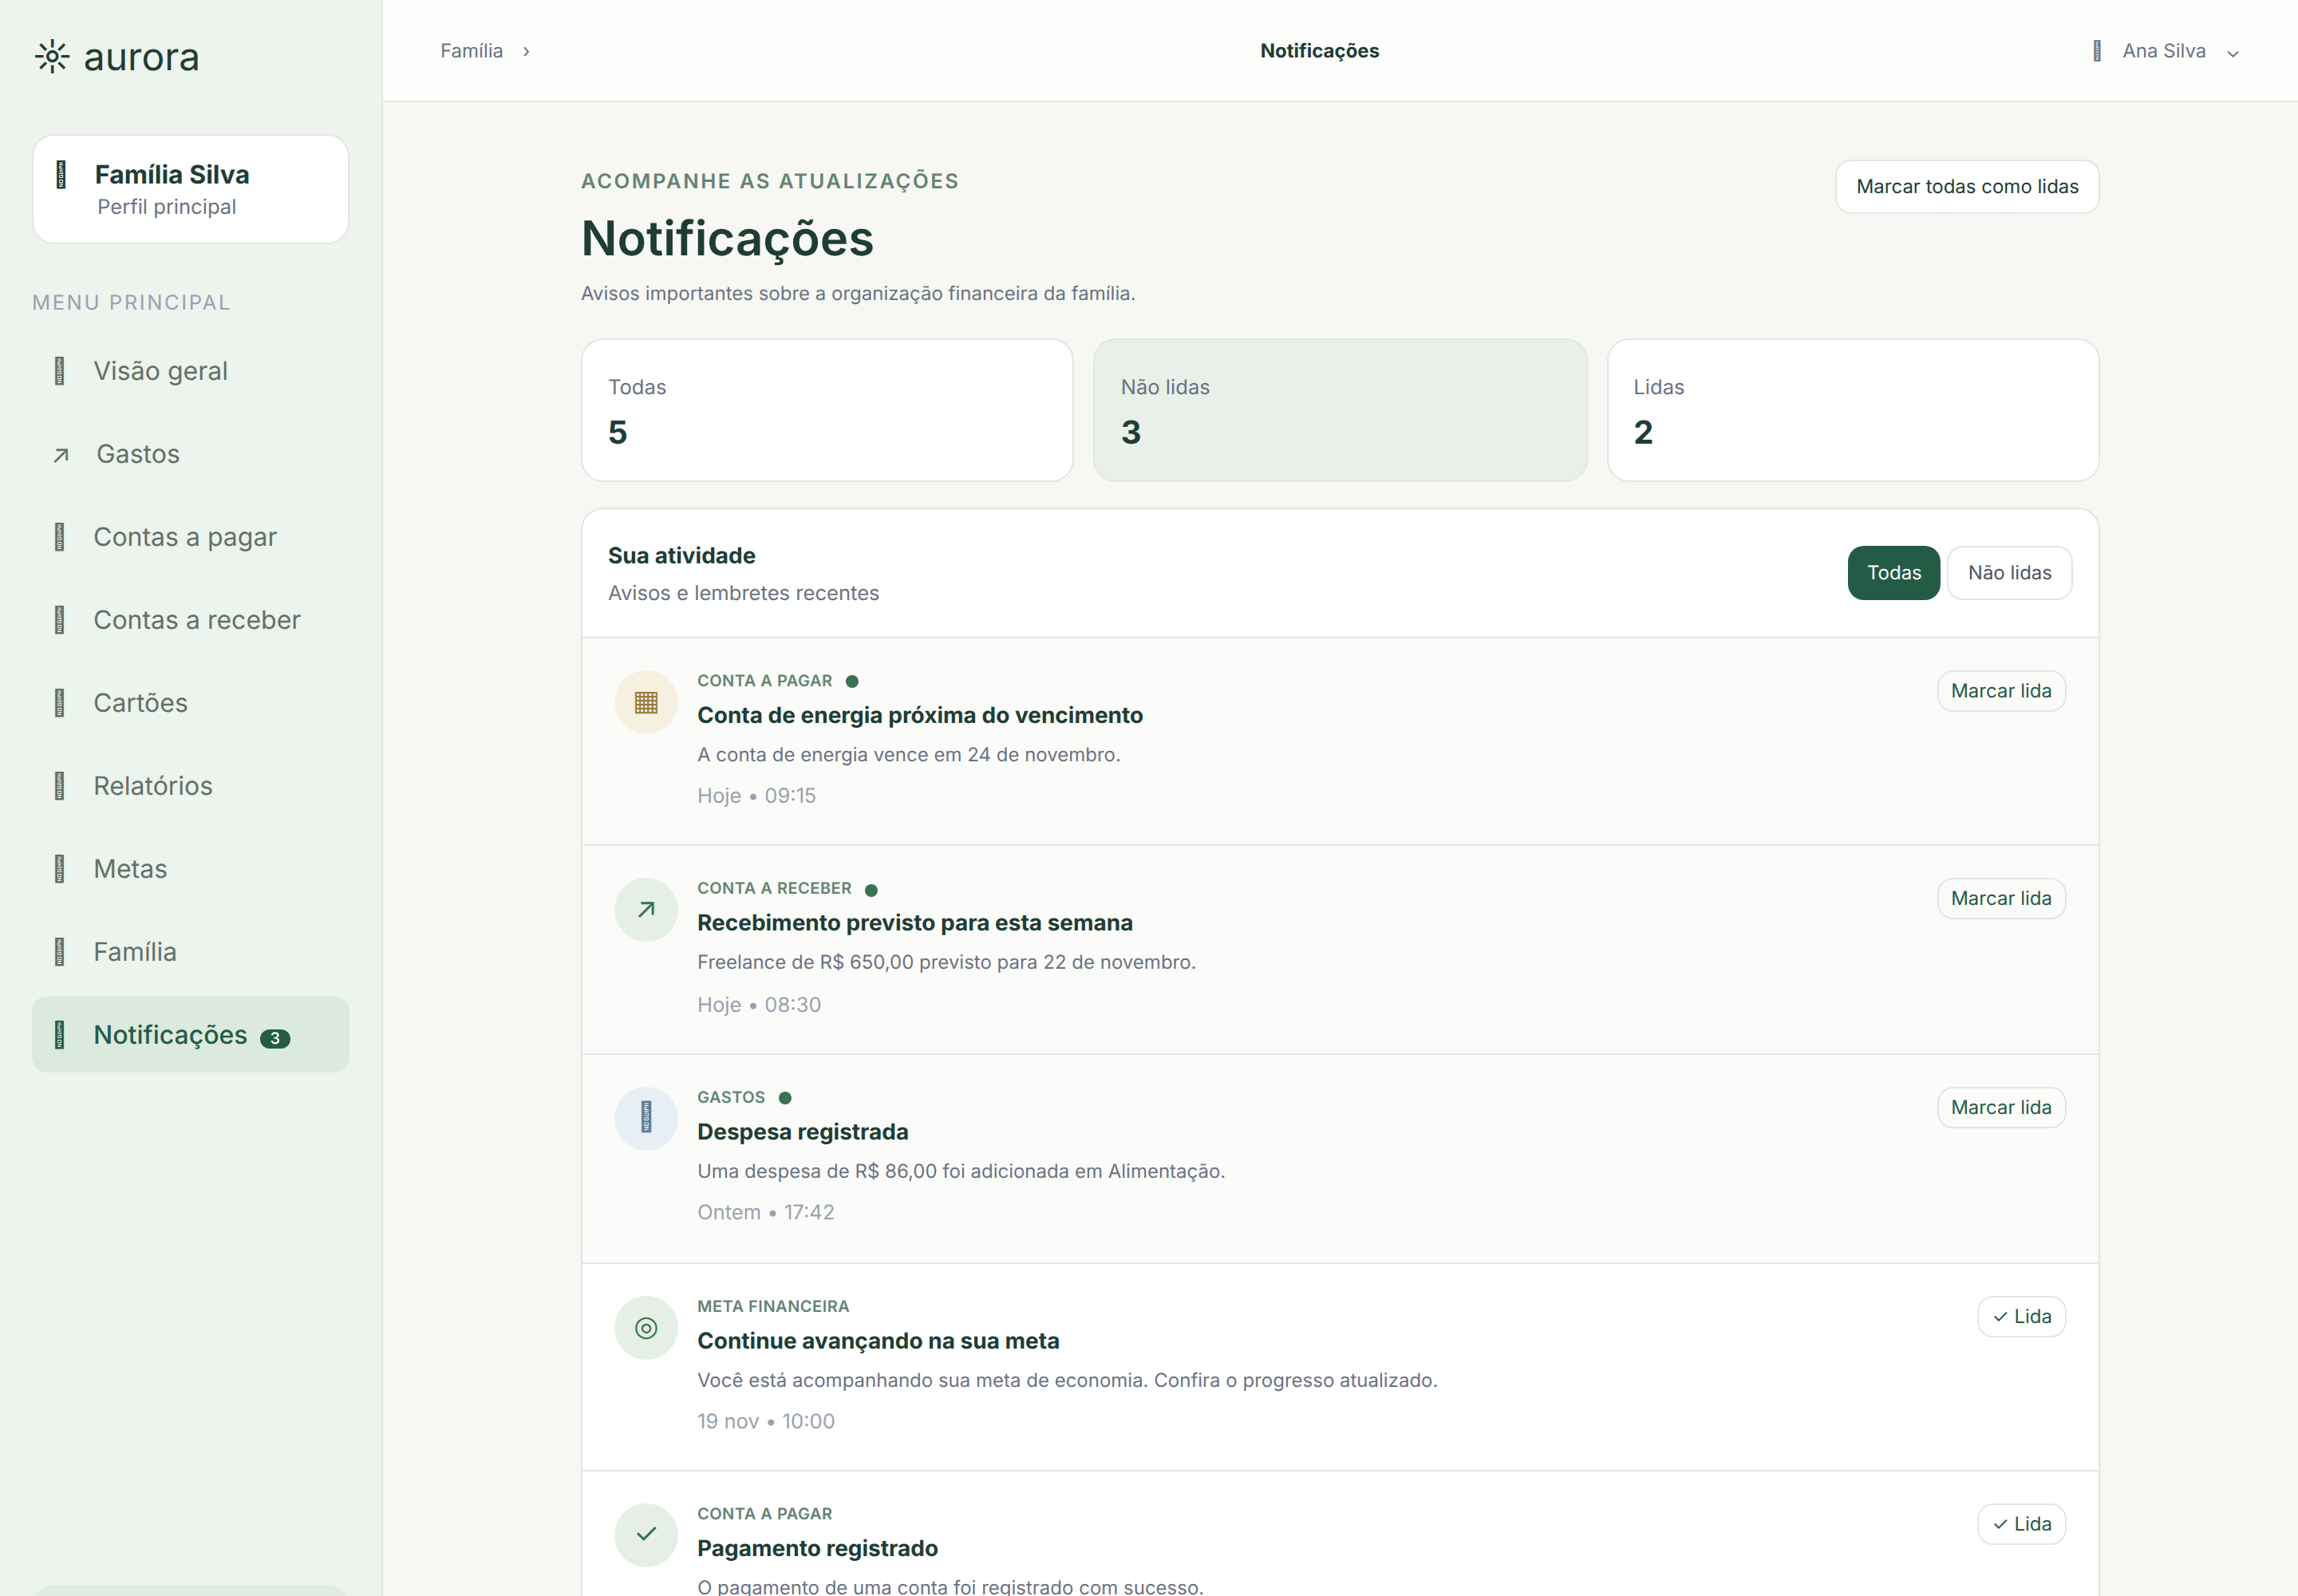 aurora
Família Silva
Perfil principal
MENU PRINCIPAL
Visão geral
Gastos
Contas a pagar
Contas a receber
Cartões
Relatórios
Metas
Família
Notificações 3
Família ›
Notificações
Ana Silva
ACOMPANHE AS ATUALIZAÇÕES
Notificações
Avisos importantes sobre a organização financeira da família.
Marcar todas como lidas
Todas
5
Não lidas
3
Lidas
2
Sua atividade
Avisos e lembretes recentes
Todas
Não lidas
CONTA A PAGAR
Conta de energia próxima do vencimento
A conta de energia vence em 24 de novembro.
Hoje • 09:15
Marcar lida
CONTA A RECEBER
Recebimento previsto para esta semana
Freelance de R$ 650,00 previsto para 22 de novembro.
Hoje • 08:30
Marcar lida
GASTOS
Despesa registrada
Uma despesa de R$ 86,00 foi adicionada em Alimentação.
Ontem • 17:42
Marcar lida
META FINANCEIRA
Continue avançando na sua meta
Você está acompanhando sua meta de economia. Confira o progresso atualizado.
19 nov • 10:00
✓ Lida
CONTA A PAGAR
Pagamento registrado
O pagamento de uma conta foi registrado com sucesso.
✓ Lida